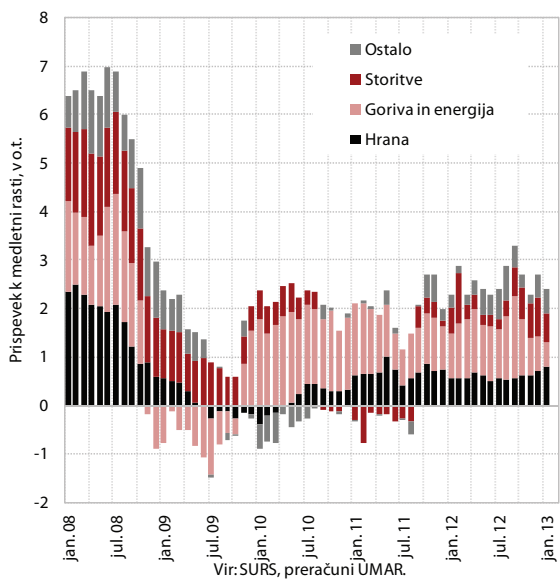 Prispevek k medletni rasti, v o.t.
8
7
6
5
4
3
2
1
0
-1
-2
Ostalo
Storitve
Goriva in energija
Hrana
jan. 08
jul. 08
jan. 09
jul. 09
jan. 10
jul. 10
jan. 11
jul. 11
jan. 12
jul. 12
jan. 13
Vir: SURS, preračuni UMAR.